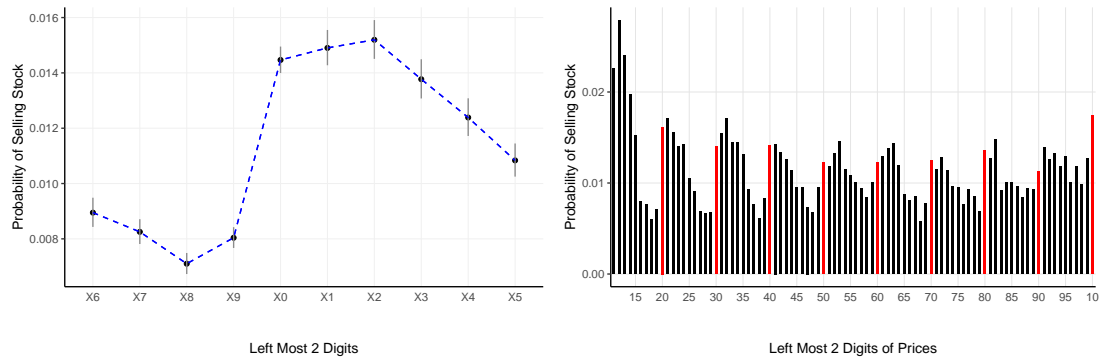 Probability of Selling Stock
0.016
0.014
0.012
0.010
0.008
X6 X7 X8 X9 X0 X1 X2 X3 X4 X5
Left Most 2 Digits
Probability of Selling Stock
0.02
0.01
0.00
15 20 25 30 35 40 45 50 55 60 65 70 75 80 85 90 95 10
Left Most 2 Digits of Prices